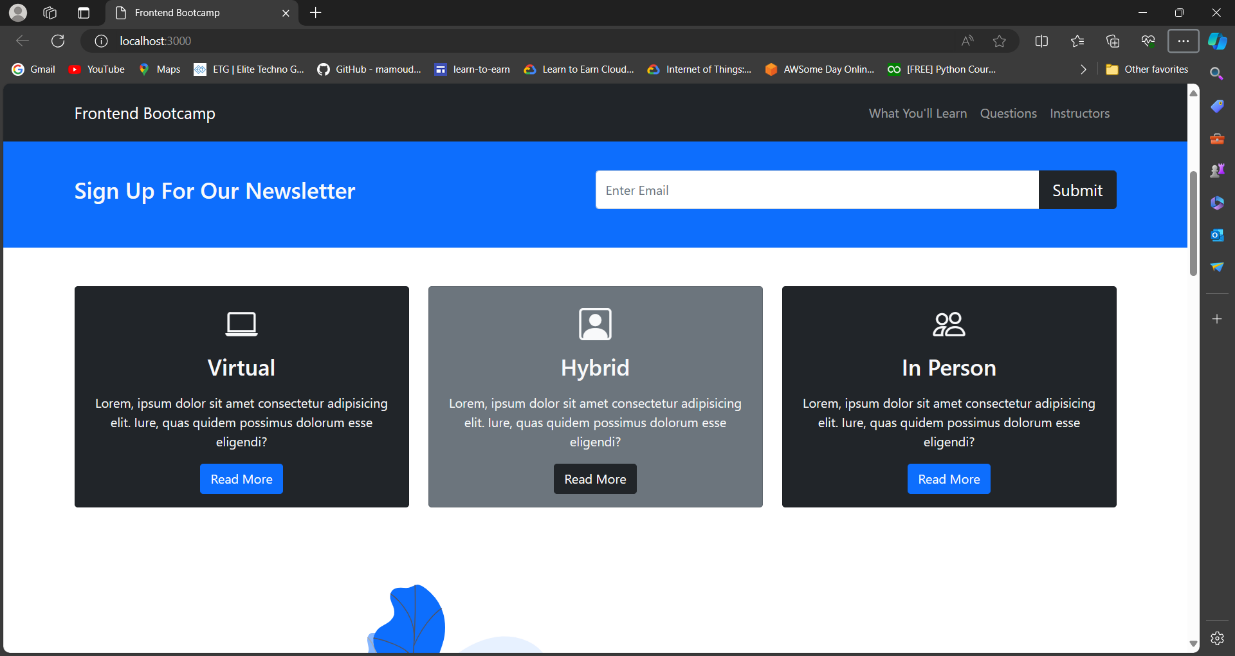 Frontend Bootcamp
localhost:3000
Gmail
YouTube
Maps
ETG | Elite Techno G...
GitHub - mamoud...
learn-to-earn
Learn to Earn Cloud...
Internet of Things:...
AWSome Day Onlin...
[FREE] Python Cour...
Other favorites
Frontend Bootcamp
What You'll Learn
Questions
Instructors
Sign Up For Our Newsletter
Enter Email
Submit
Virtual
Lorem, ipsum dolor sit amet consectetur adipisicing
elit. Iure, quas quidem possimus dolorum esse
eligendi?
Read More
Hybrid
Lorem, ipsum dolor sit amet consectetur adipisicing
elit. Iure, quas quidem possimus dolorum esse
eligendi?
Read More
In Person
Lorem, ipsum dolor sit amet consectetur adipisicing
elit. Iure, quas quidem possimus dolorum esse
eligendi?
Read More